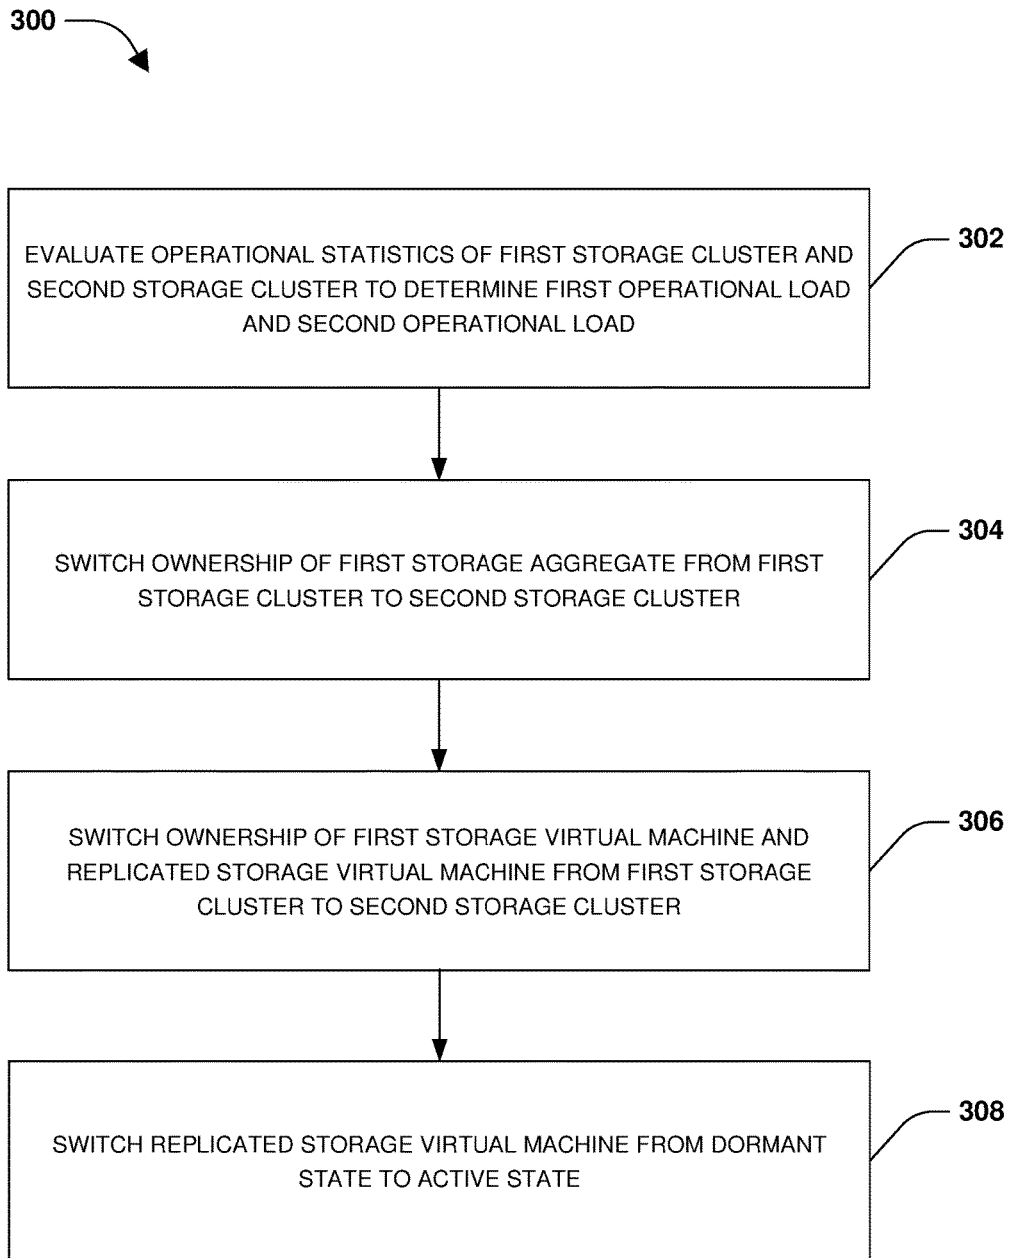 300
EVALUATE OPERATIONAL STATISTICS OF FIRST STORAGE CLUSTER AND
SECOND STORAGE CLUSTER TO DETERMINE FIRST OPERATIONAL LOAD
AND SECOND OPERATIONAL LOAD
302
SWITCH OWNERSHIP OF FIRST STORAGE AGGREGATE FROM FIRST
STORAGE CLUSTER TO SECOND STORAGE CLUSTER
304
SWITCH OWNERSHIP OF FIRST STORAGE VIRTUAL MACHINE AND
REPLICATED STORAGE VIRTUAL MACHINE FROM FIRST STORAGE
CLUSTER TO SECOND STORAGE CLUSTER
306
SWITCH REPLICATED STORAGE VIRTUAL MACHINE FROM DORMANT
STATE TO ACTIVE STATE
308